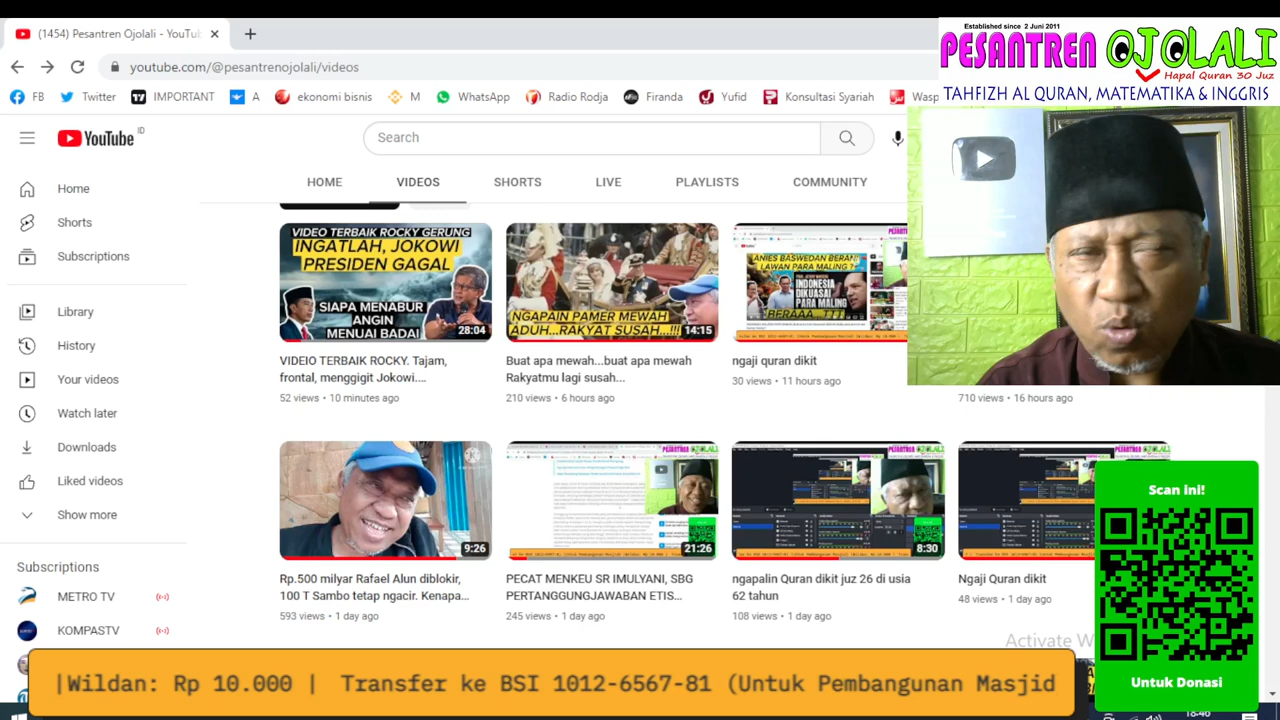 (1454) Pesantren Ojolali - YouTu
youtube.com/@pesantrenojolali/videos
FB
Twitter
IMPORTANT
A
ekonomi bisnis
M
WhatsApp
Radio Rodja
Firanda
Yufid
Konsultasi Syariah
Wasp
Established since 2 Juni 2011
PESANTREN OJOLALI
Hapal Quran 30 Juz
TAHFIZH AL QURAN, MATEMATIKA & INGGRIS
YouTube ID
Search
HOME
VIDEOS
SHORTS
LIVE
PLAYLISTS
COMMUNITY
Home
Shorts
Subscriptions
Library
History
Your videos
Watch later
Downloads
Liked videos
Show more
Subscriptions
METRO TV
KOMPASTV
VIDEO TERBAIK ROCKY GERUNG
INGATLAH, JOKOWI
PRESIDEN GAGAL
SIAPA MENABUR
ANGIN
MENUAI BADAI
28:04
VIDEIO TERBAIK ROCKY. Tajam,
frontal, menggigit Jokowi....
52 views • 10 minutes ago
NGAPAIN PAMER MEWAH
ADUH...RAKYAT SUSAH....!!!
14:15
Buat apa mewah...buat apa mewah
Rakyatmu lagi susah...
210 views • 6 hours ago
ANIES BASWEDAN BERANI
LAWAN PARA MALING ?
INDONESIA
DIKUASAI
PARA MALING
BERAAA...TTT
ngaji quran dikit
30 views • 11 hours ago
710 views • 16 hours ago
9:26
Rp.500 milyar Rafael Alun diblokir,
100 T Sambo tetap ngacir. Kenapa...
593 views • 1 day ago
21:26
PECAT MENKEU SR IMULYANI, SBG
PERTANGGUNGJAWABAN ETIS...
245 views • 1 day ago
8:30
ngapalin Quran dikit juz 26 di usia
62 tahun
108 views • 1 day ago
Ngaji Quran dikit
48 views • 1 day ago
Activate W
Scan ini!
Untuk Donasi
|Wildan: Rp 10.000 | Transfer ke BSI 1012-6567-81 (Untuk Pembangunan Masjid
18:46